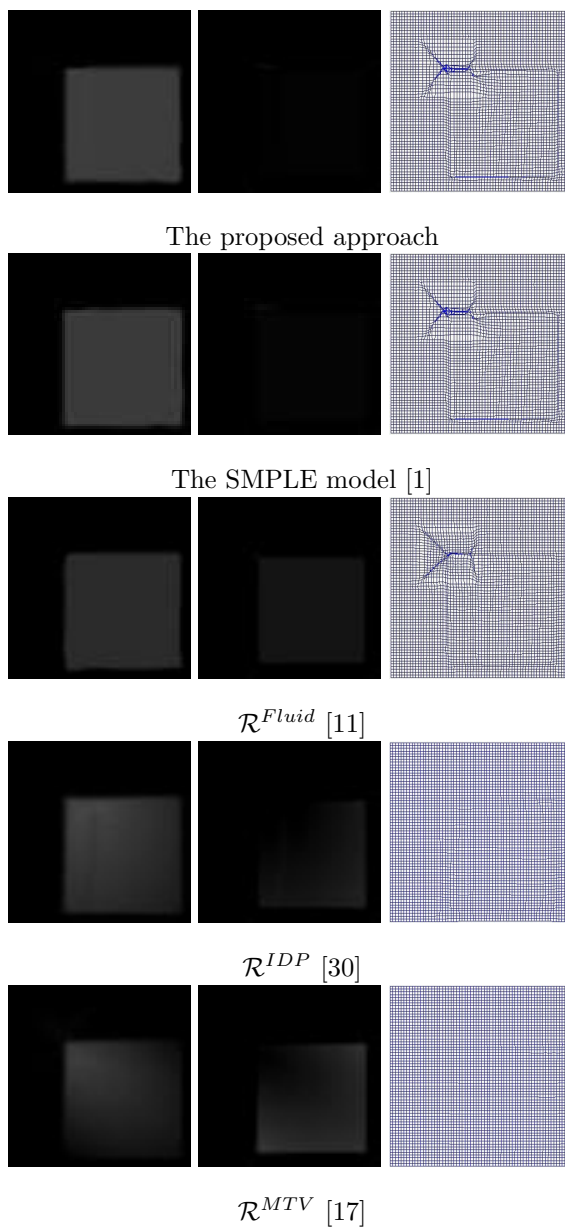 The proposed approach
The SMPLE model [1]
$\mathcal{R}^{Fluid}$ [11]
$\mathcal{R}^{IDP}$ [30]
$\mathcal{R}^{MTV}$ [17]